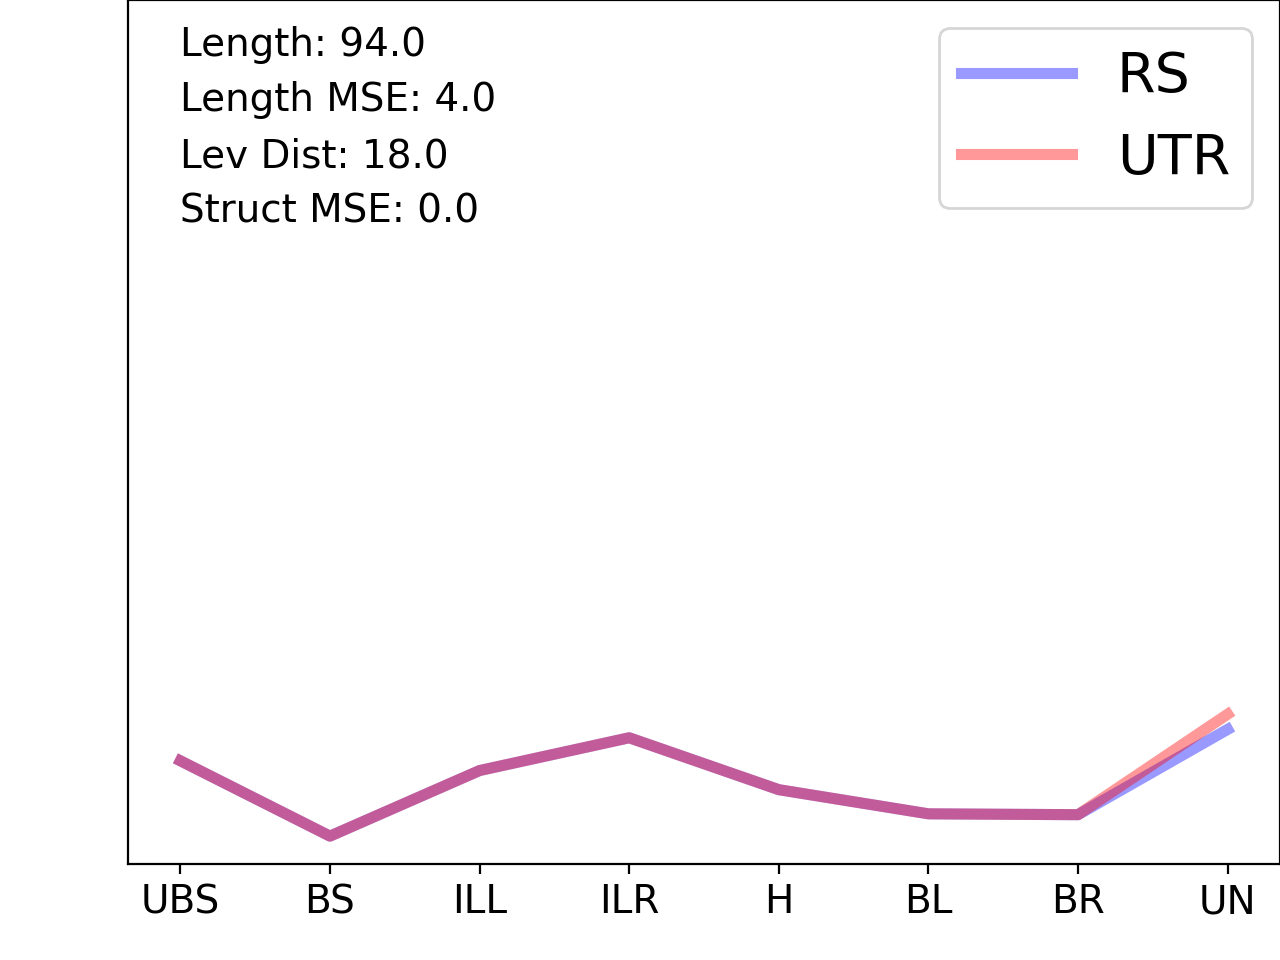 Length: 94.0
Length MSE: 4.0
Lev Dist: 18.0
Struct MSE: 0.0
RS
UTR
UBS BS ILL ILR H BL BR UN